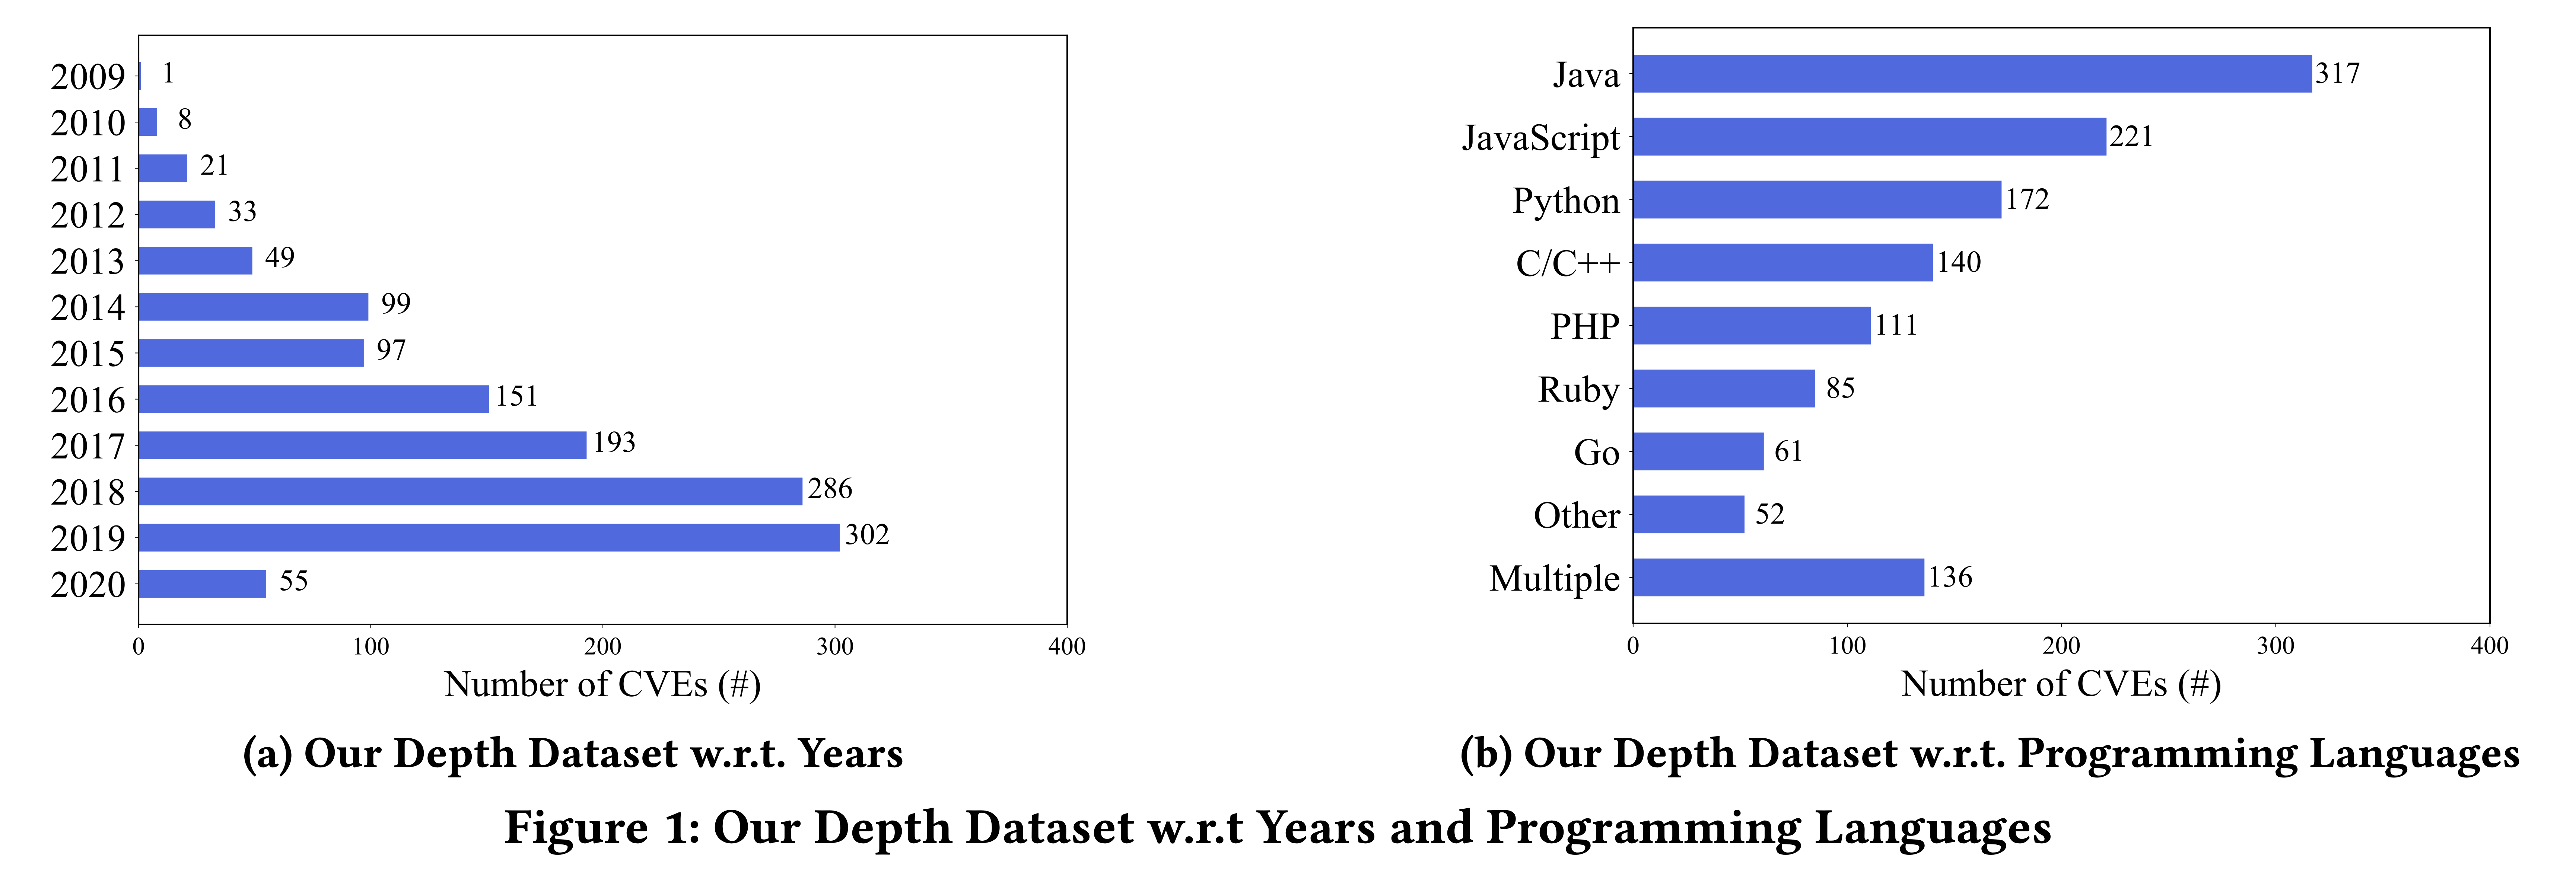 2009 1
2010 8
2011 21
2012 33
2013 49
2014 99
2015 97
2016 151
2017 193
2018 286
2019 302
2020 55
0 100 200 300 400
Number of CVEs (#)
(a) Our Depth Dataset w.r.t. Years
Java 317
JavaScript 221
Python 172
C/C++ 140
PHP 111
Ruby 85
Go 61
Other 52
Multiple 136
0 100 200 300 400
Number of CVEs (#)
(b) Our Depth Dataset w.r.t. Programming Languages
Figure 1: Our Depth Dataset w.r.t Years and Programming Languages